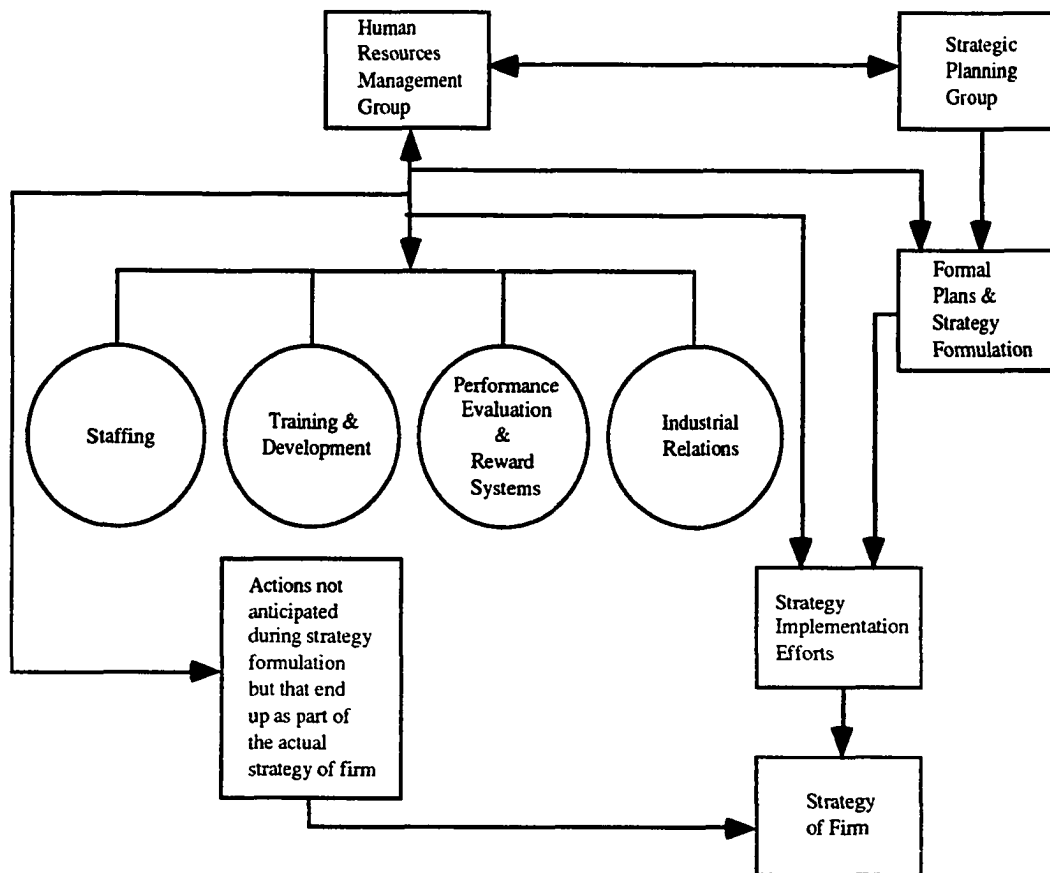 Human
Resources
Management
Group
Strategic
Planning
Group
Formal
Plans &
Strategy
Formulation
Staffing
Training &
Development
Performance
Evaluation
&
Reward
Systems
Industrial
Relations
Actions not
anticipated
during strategy
formulation
but that end
up as part of
the actual
strategy of firm
Strategy
Implementation
Efforts
Strategy
of Firm